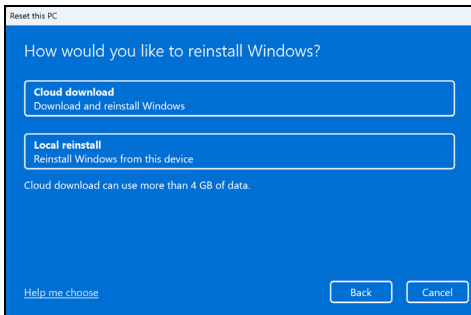 Reset this PC
How would you like to reinstall Windows?
Cloud download
Download and reinstall Windows
Local reinstall
Reinstall Windows from this device
Cloud download can use more than 4 GB of data.
Help me choose
Back
Cancel